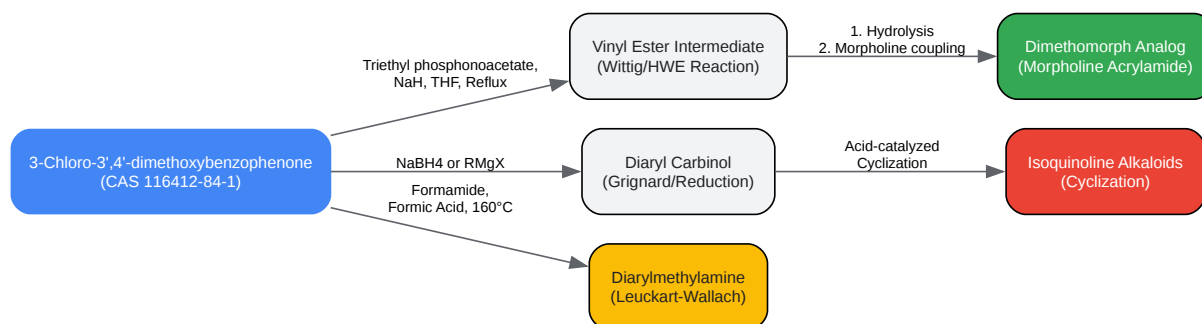 3-Chloro-3',4'-dimethoxybenzophenone
(CAS 116412-84-1)
Triethyl phosphonoacetate,
NaH, THF, Reflux
Vinyl Ester Intermediate
(Wittig/HWE Reaction)
1. Hydrolysis
2. Morpholine coupling
Dimethomorph Analog
(Morpholine Acrylamide)
NaBH4 or RMgX
Diaryl Carbinol
(Grignard/Reduction)
Acid-catalyzed
Cyclization
Isoquinoline Alkaloids
(Cyclization)
Formamide,
Formic Acid, 160°C
Diarylmethylamine
(Leuckart-Wallach)